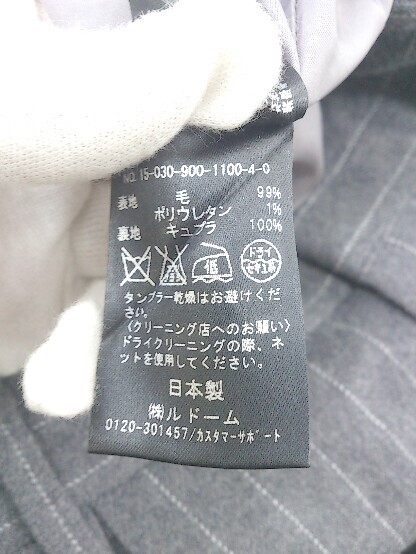 NO. 15-030-900-1100-4-0
表地 毛 99%
ポリウレタン 1%
裏地 キュプラ 100%
低 ドライ セキユ系
タンブラー乾燥はお避けくだ
さい。
〈クリーニング店へのお願い〉
ドライクリーニングの際、ネ
ットを使用してください。
日本製
㈱ルドーム
0120-301457/カスタマーサポート